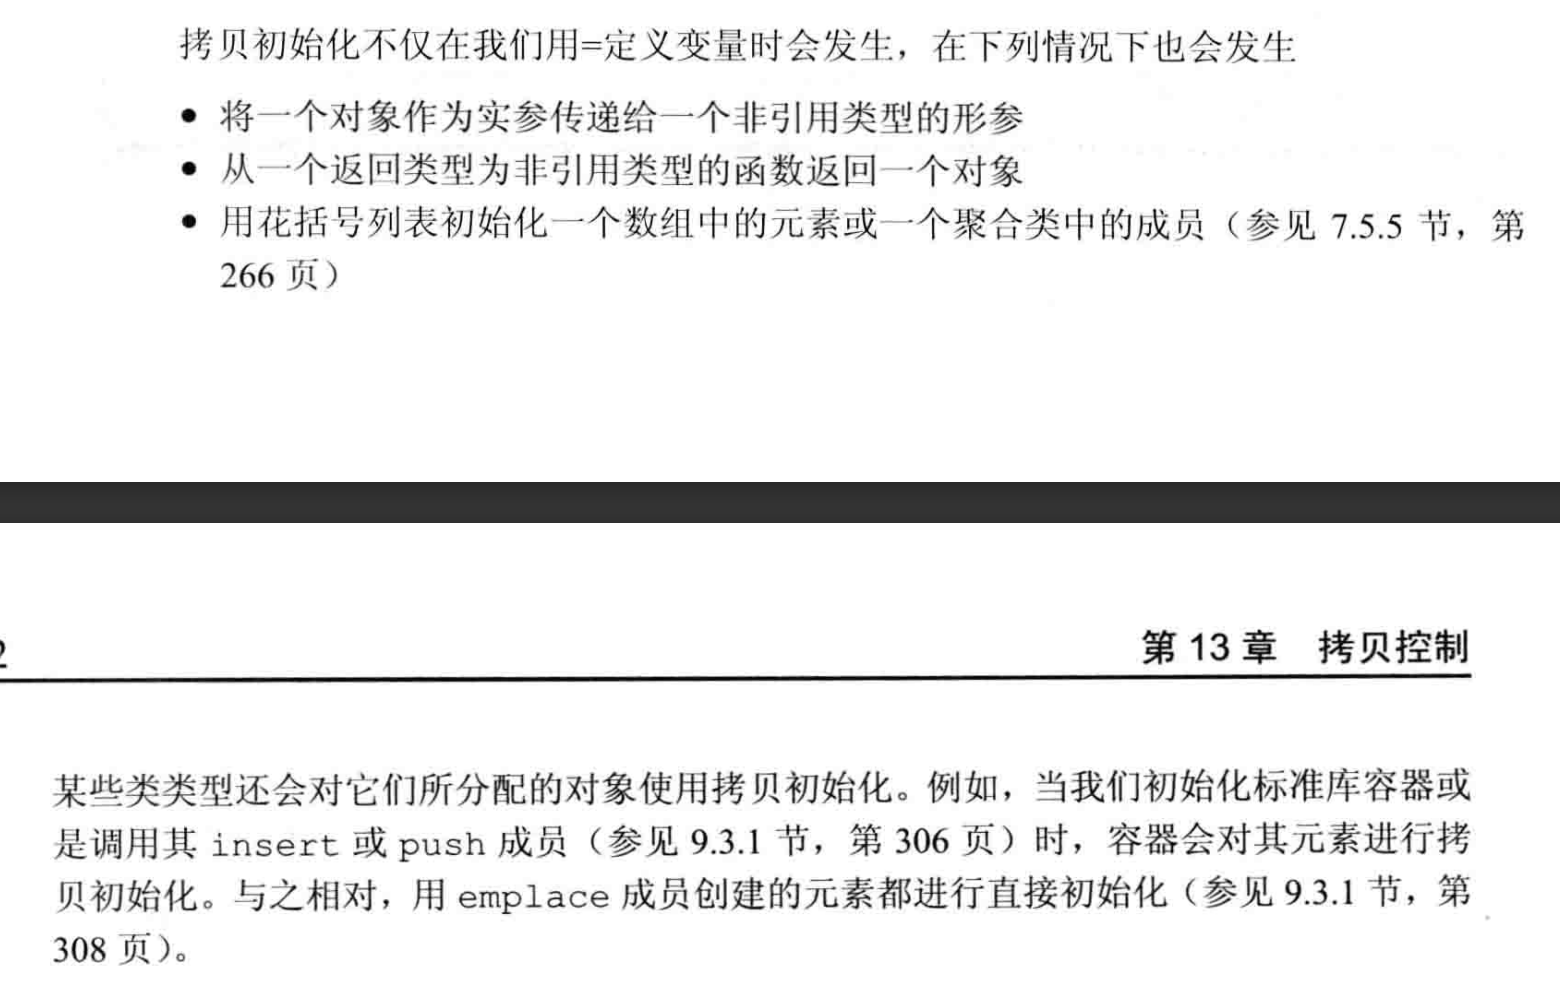 拷贝初始化不仅在我们用=定义变量时会发生，在下列情况下也会发生
● 将一个对象作为实参传递给一个非引用类型的形参
● 从一个返回类型为非引用类型的函数返回一个对象
● 用花括号列表初始化一个数组中的元素或一个聚合类中的成员（参见 7.5.5 节，第
266 页）
第 13 章 拷贝控制
某些类类型还会对它们所分配的对象使用拷贝初始化。例如，当我们初始化标准库容器或
是调用其 insert 或 push 成员（参见 9.3.1 节，第 306 页）时，容器会对其元素进行拷
贝初始化。与之相对，用 emplace 成员创建的元素都进行直接初始化（参见 9.3.1 节，第
308 页）。